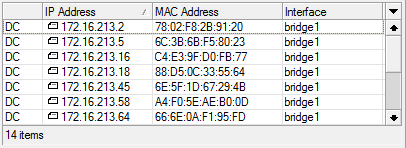 IP Address MAC Address Interface
DC 172.16.213.2 78:02:F8:2B:91:20 bridge1
DC 172.16.213.5 6C:3B:6B:F5:80:23 bridge1
DC 172.16.213.16 C4:E3:9F:D0:FB:77 bridge1
DC 172.16.213.18 88:D5:0C:33:55:64 bridge1
DC 172.16.213.45 6E:5F:1D:67:29:4B bridge1
DC 172.16.213.58 A4:F0:5E:AE:B0:0D bridge1
DC 172.16.213.64 66:6E:0A:F1:95:FD bridge1
14 items